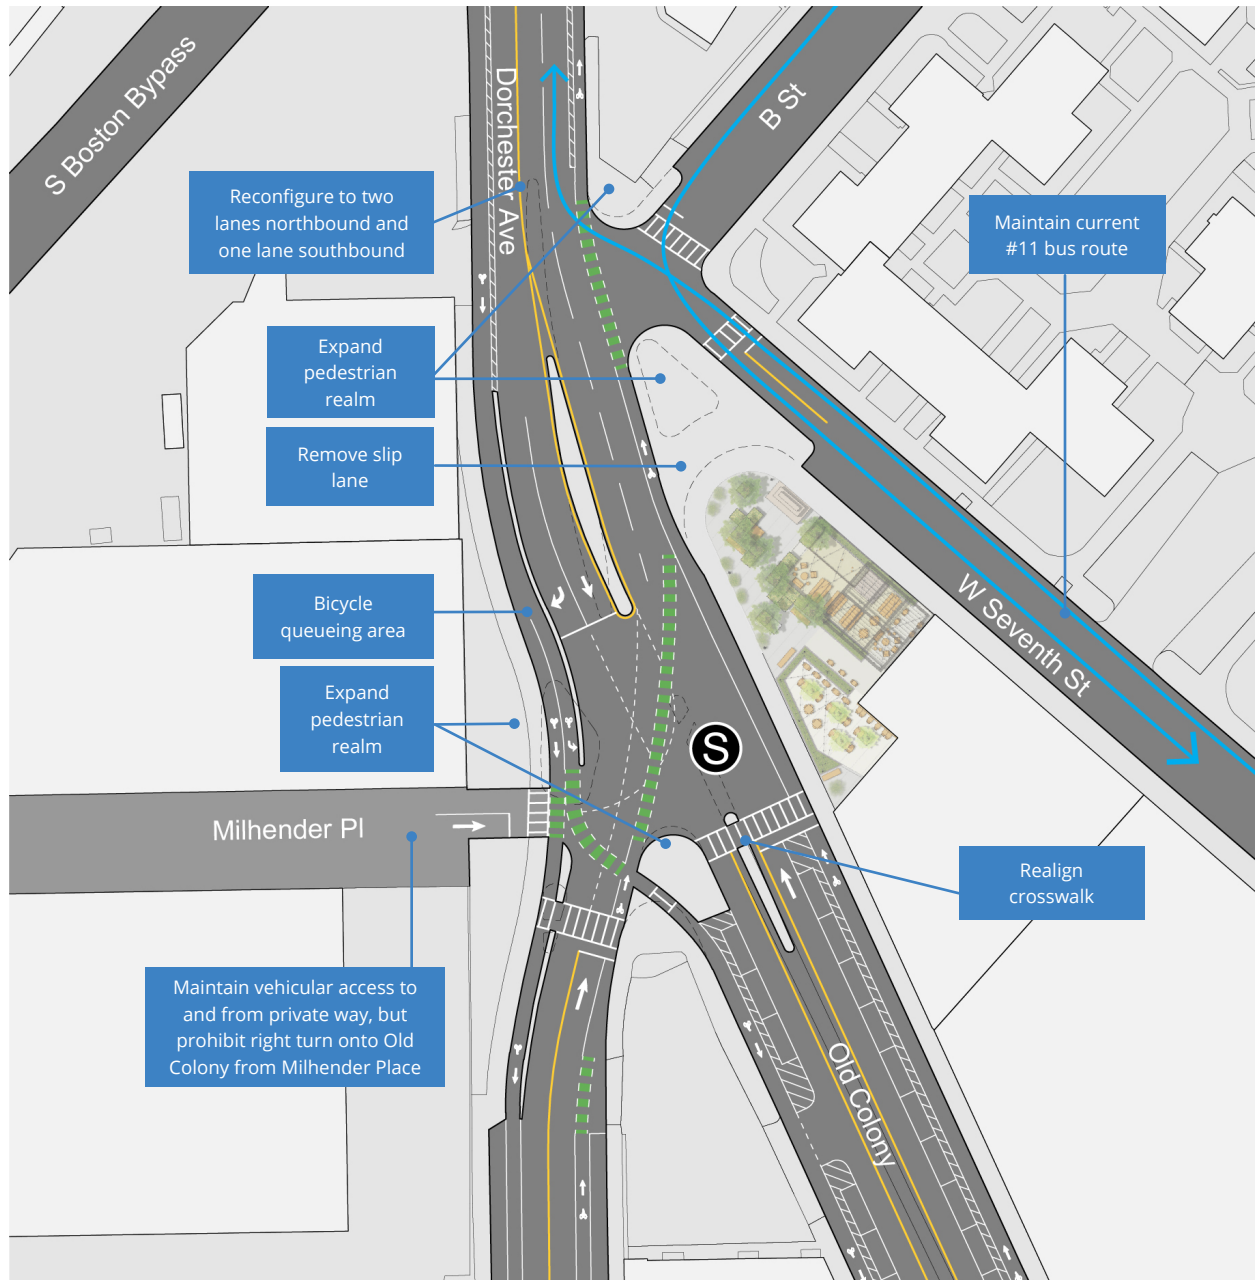 S Boston Bypass
Dorchester Ave
B St
Reconfigure to two
lanes northbound and
one lane southbound
Maintain current
#11 bus route
Expand
pedestrian
realm
Remove slip
lane
Bicycle
queueing area
W Seventh St
Expand
pedestrian
realm
S
Milhender Pl
Realign
crosswalk
Maintain vehicular access to
and from private way, but
prohibit right turn onto Old
Colony from Milhender Place
Old Colony